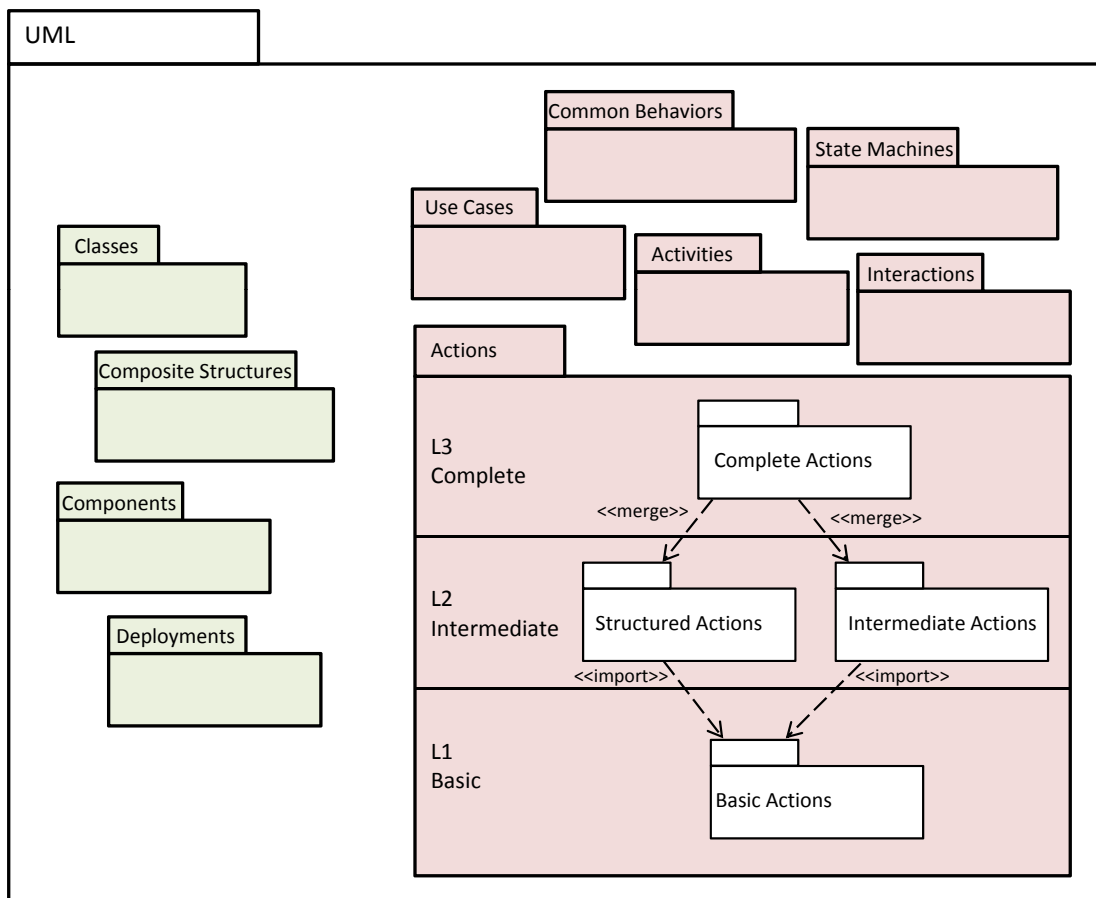 UML
Common Behaviors
State Machines
Use Cases
Classes
Activities
Interactions
Composite Structures
Actions
L3
Complete
Complete Actions
<<merge>>
<<merge>>
Components
L2
Intermediate
Structured Actions
Intermediate Actions
Deployments
<<import>>
<<import>>
L1
Basic
Basic Actions